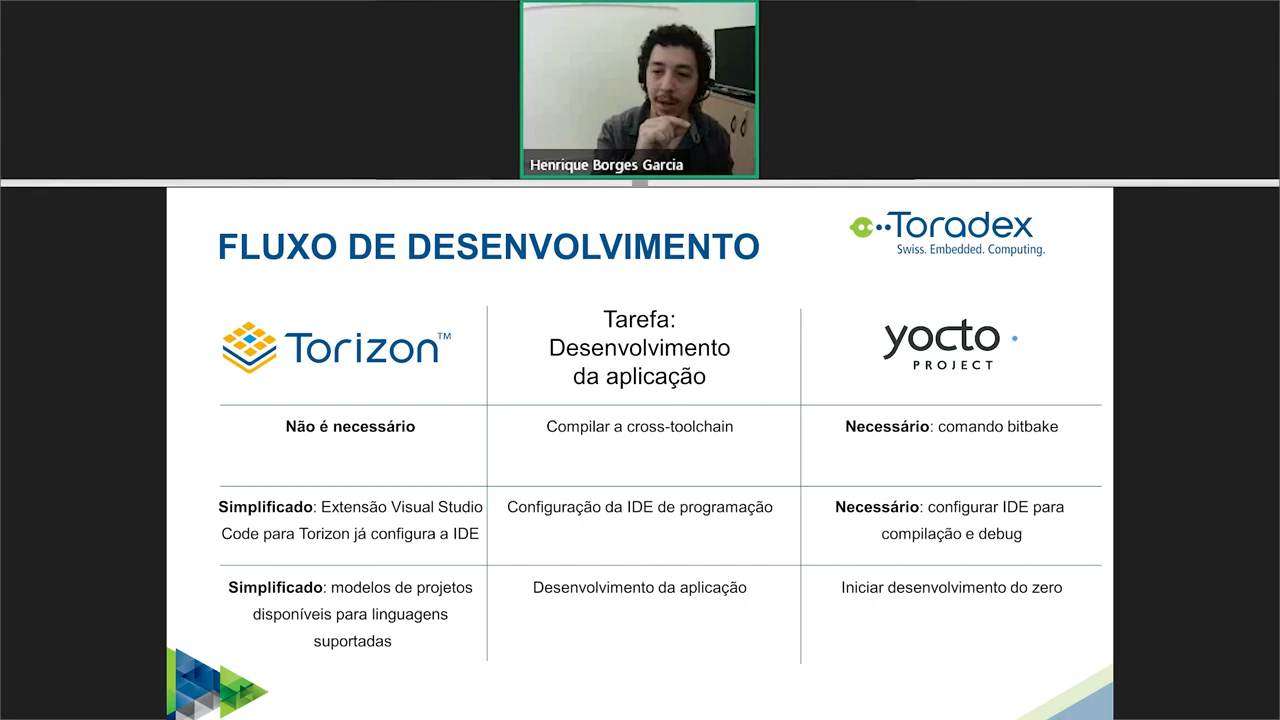 Henrique Borges Garcia
FLUXO DE DESENVOLVIMENTO
Toradex
Swiss. Embedded. Computing.
Torizon™
Tarefa:
Desenvolvimento
da aplicação
yocto
PROJECT
Não é necessário
Compilar a cross-toolchain
Necessário: comando bitbake
Simplificado: Extensão Visual Studio
Code para Torizon já configura a IDE
Configuração da IDE de programação
Necessário: configurar IDE para
compilação e debug
Simplificado: modelos de projetos
disponíveis para linguagens
suportadas
Desenvolvimento da aplicação
Iniciar desenvolvimento do zero